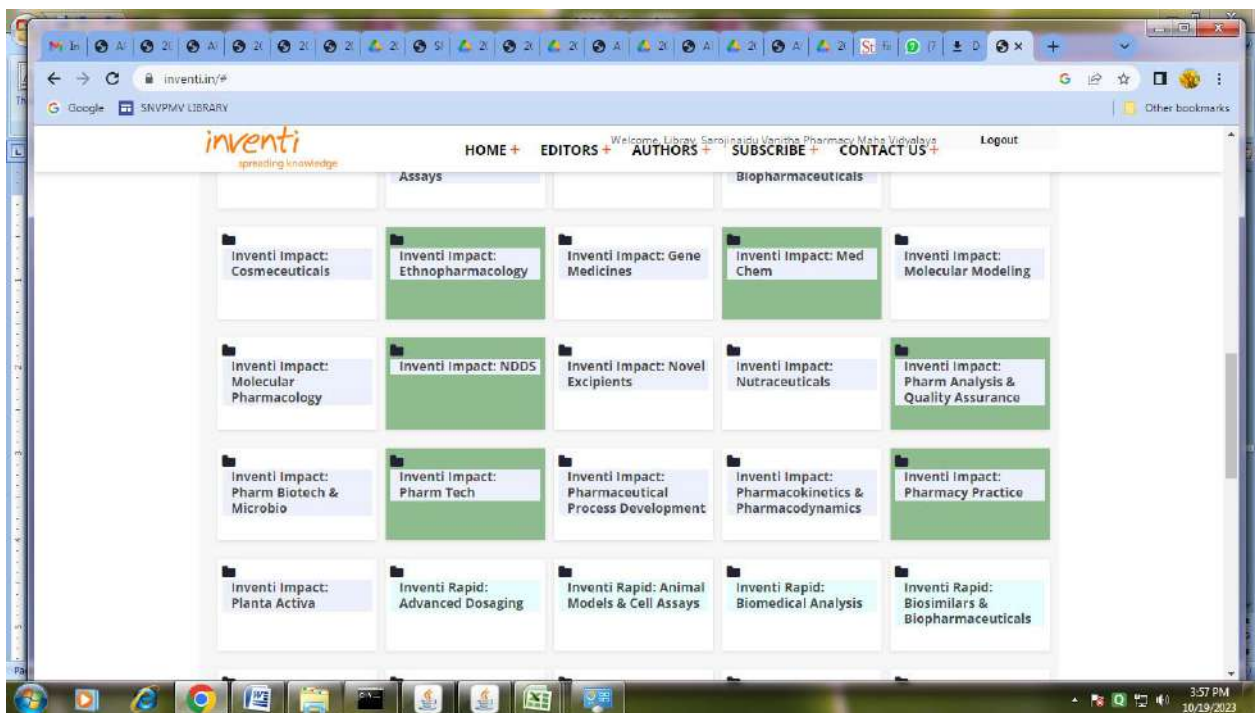 inventi.in/#
Google
SNVPMV LIBRARY
Other bookmarks
inventi
spreading knowledge
Welcome, Libray, Sarojinaidu Vanitha Pharmacy Maha Vidyalaya
Logout
HOME +
EDITORS +
AUTHORS +
SUBSCRIBE +
CONTACT US +
Assays
Biopharmaceuticals
Inventi Impact:
Cosmeceuticals
Inventi Impact:
Ethnopharmacology
Inventi Impact: Gene
Medicines
Inventi Impact: Med
Chem
Inventi Impact:
Molecular Modeling
Inventi Impact:
Molecular
Pharmacology
Inventi Impact: NDDS
Inventi Impact: Novel
Excipients
Inventi Impact:
Nutraceuticals
Inventi Impact:
Pharm Analysis &
Quality Assurance
Inventi Impact:
Pharm Biotech &
Microbio
Inventi Impact:
Pharm Tech
Inventi Impact:
Pharmaceutical
Process Development
Inventi Impact:
Pharmacokinetics &
Pharmacodynamics
Inventi Impact:
Pharmacy Practice
Inventi Impact:
Planta Activa
Inventi Rapid:
Advanced Dosaging
Inventi Rapid: Animal
Models & Cell Assays
Inventi Rapid:
Biomedical Analysis
Inventi Rapid:
Biosimilars &
Biopharmaceuticals
3:57 PM
10/19/2023